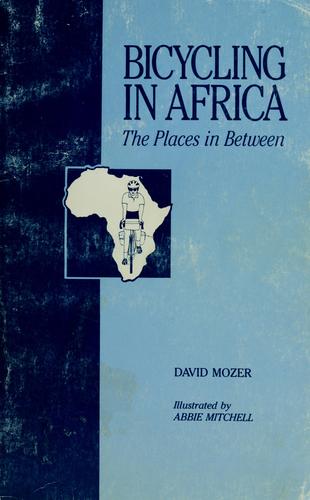 BICYCLING
IN AFRICA
The Places in Between
DAVID MOZER
Illustrated by
ABBIE MITCHELL